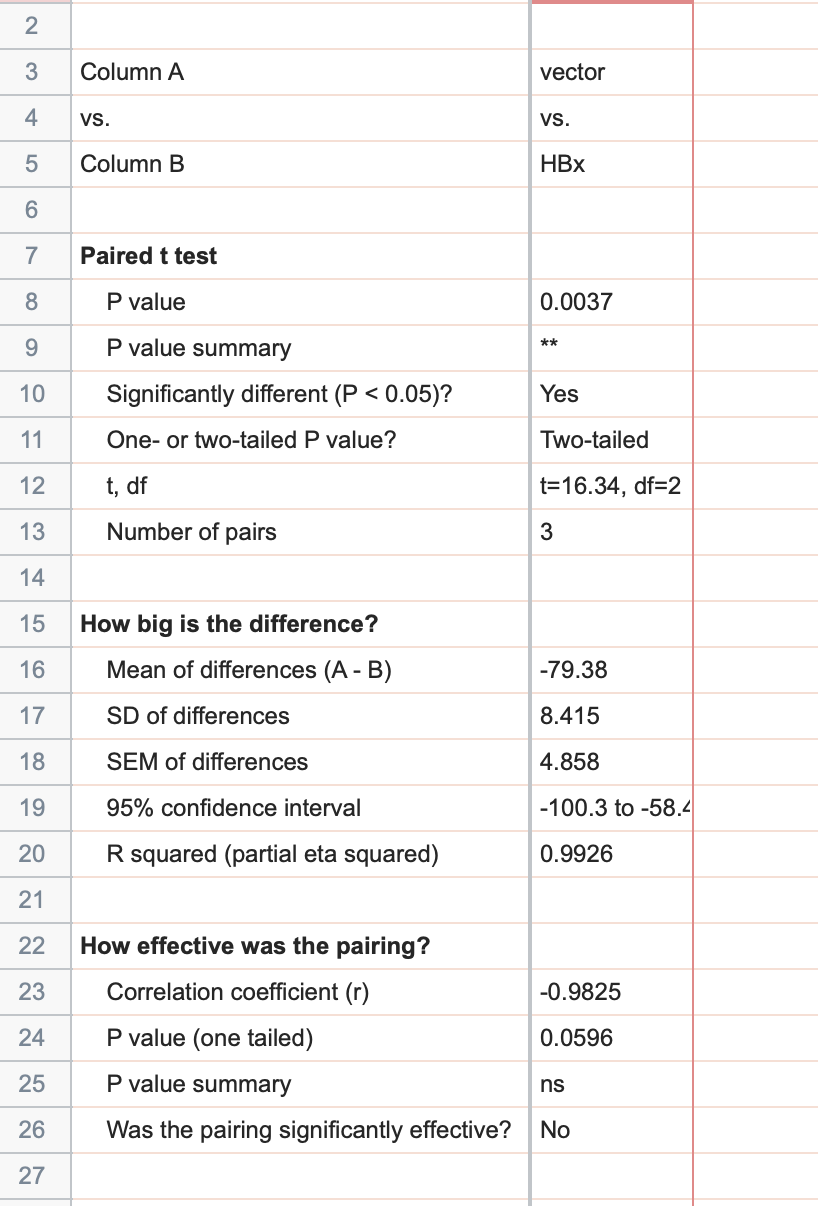 2
3 Column A vector
4 vs. vs.
5 Column B HBx
6
7 Paired t test
8 P value 0.0037
9 P value summary **
10 Significantly different (P < 0.05)? Yes
11 One- or two-tailed P value? Two-tailed
12 t, df t=16.34, df=2
13 Number of pairs 3
14
15 How big is the difference?
16 Mean of differences (A - B) -79.38
17 SD of differences 8.415
18 SEM of differences 4.858
19 95% confidence interval -100.3 to -58.4
20 R squared (partial eta squared) 0.9926
21
22 How effective was the pairing?
23 Correlation coefficient (r) -0.9825
24 P value (one tailed) 0.0596
25 P value summary ns
26 Was the pairing significantly effective? No
27